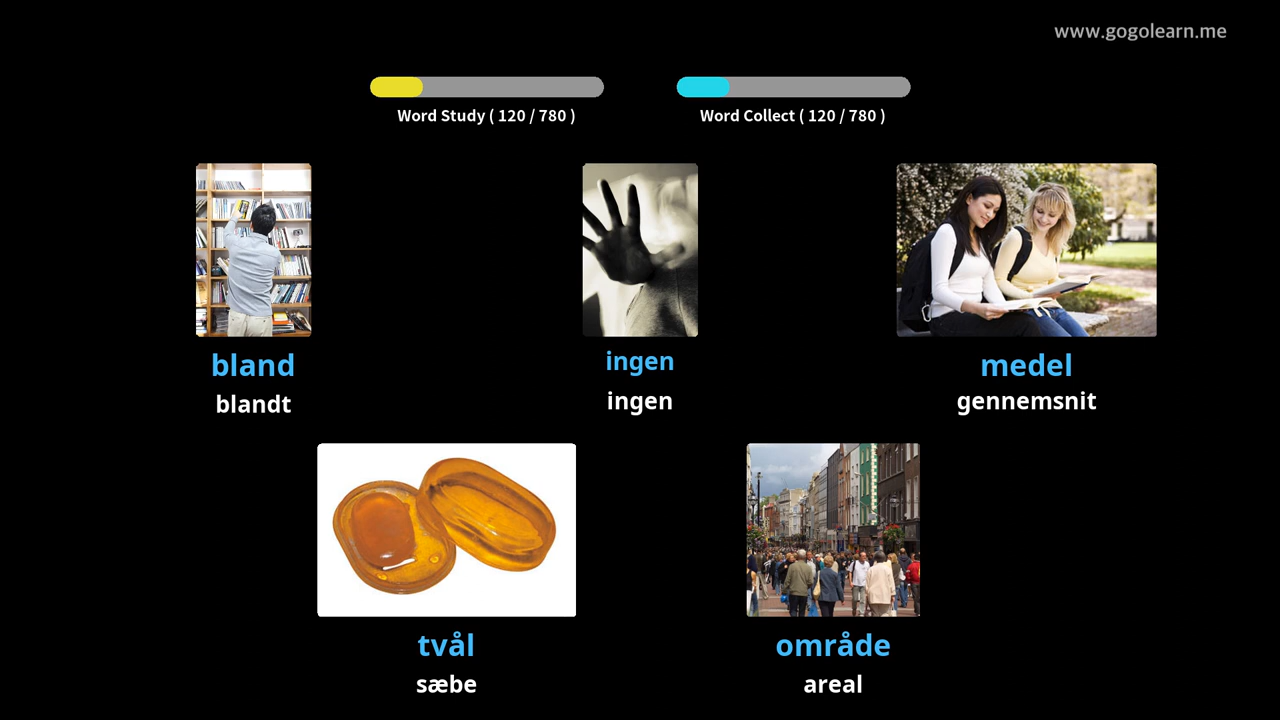 www.gogolearn.me
Word Study ( 120 / 780 )
Word Collect ( 120 / 780 )
bland
blandt
ingen
ingen
medel
gennemsnit
tvål
sæbe
område
areal